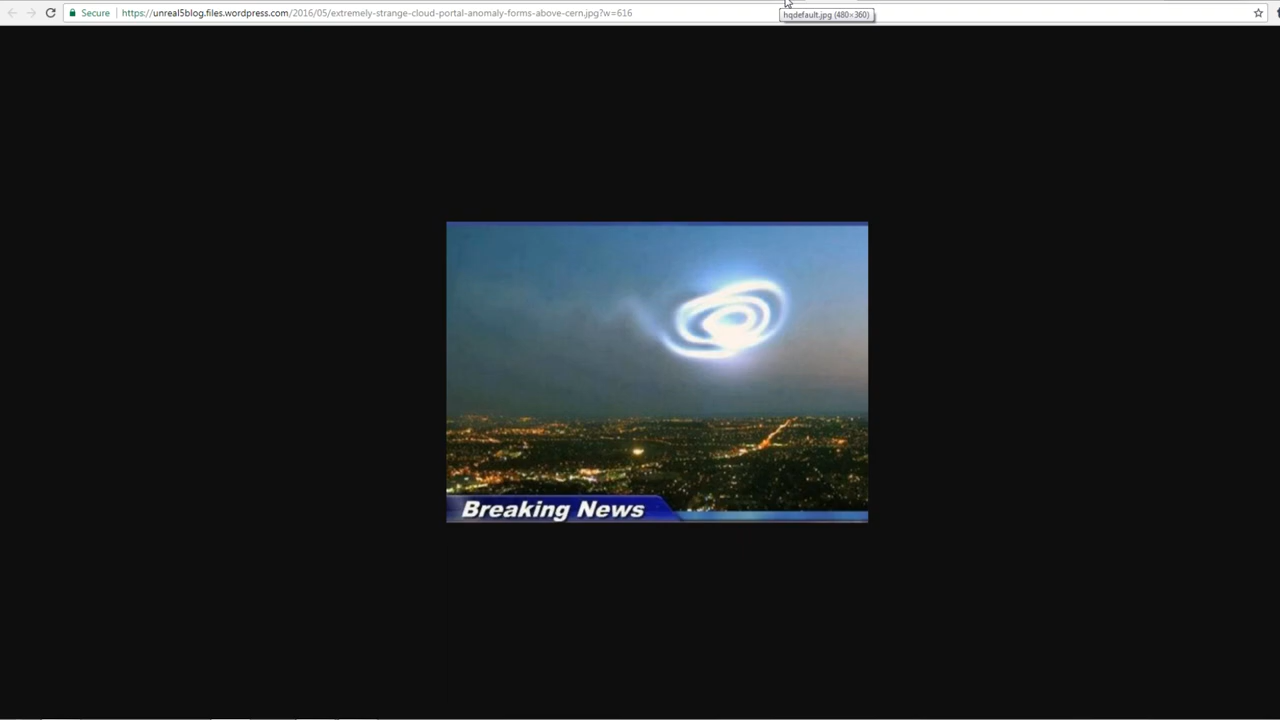 Secure
https://unreal5blog.files.wordpress.com/2016/05/extremely-strange-cloud-portal-anomaly-forms-above-cern.jpg?w=616
hqdefault.jpg (480×360)
Breaking News